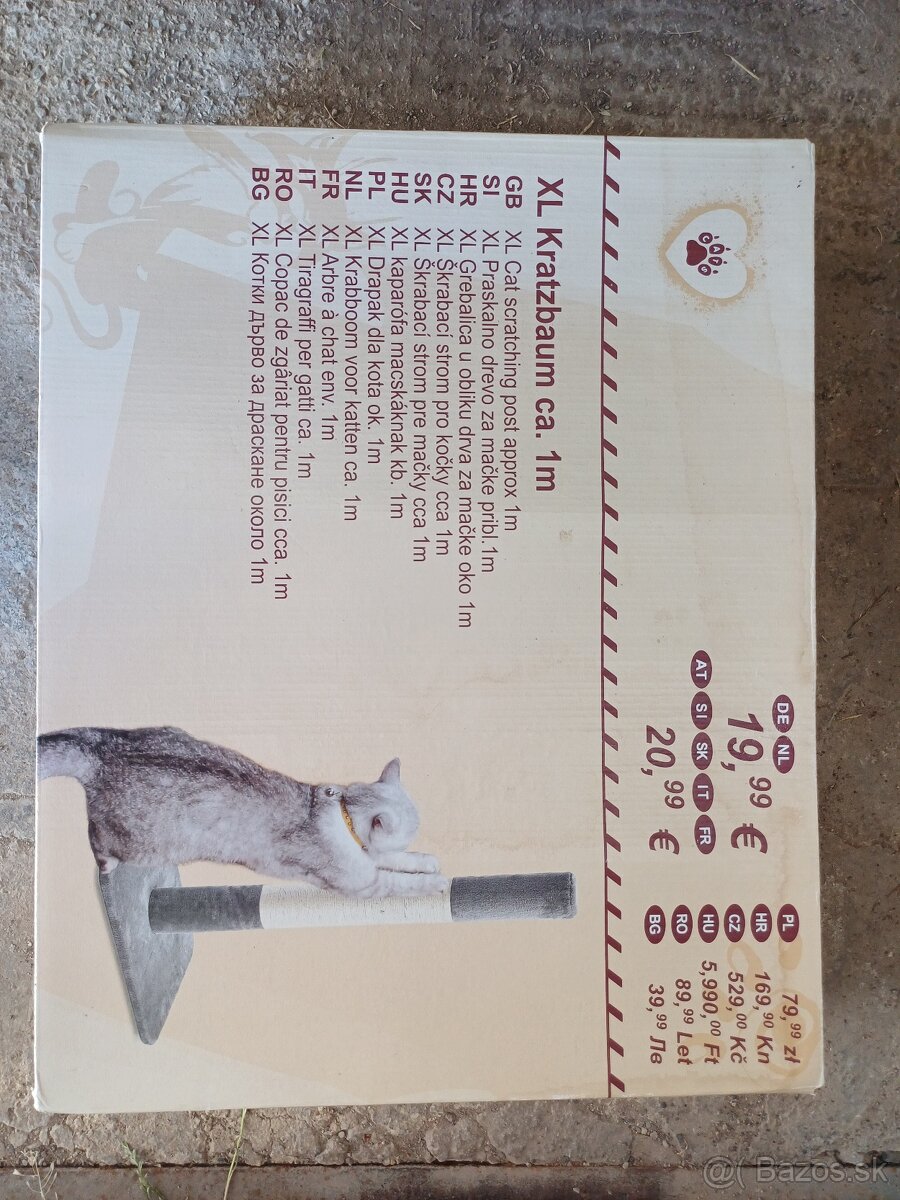 CATO
DE NL
19,99 €
AT SI SK IT FR
20,99 €
PL 79,99 zł
HR 169,90 Kn
CZ 529,00 Kč
HU 5,990,00 Ft
RO 89,99 Let
BG 39,99 Лв
XL Kratzbaum ca. 1m
GB XL Cat scratching post approx 1m
SI XL Praskalno drevo za mačke pribl.1m
HR XL Grebalica u obliku drva za mačke oko 1m
CZ XL Škrabací strom pro kočky cca 1m
SK XL Škrabací strom pre mačky cca 1m
HU XL kaparófa macskáknak kb. 1m
PL XL Drapak dla kota ok. 1m
NL XL Krabboom voor katten ca. 1m
FR XL Arbre à chat env. 1m
IT XL Tiragraffi per gatti ca. 1m
RO XL Copac de zgâriat pentru pisici cca. 1m
BG XL Котки дърво за драскане около 1m
@( Bazos.sk